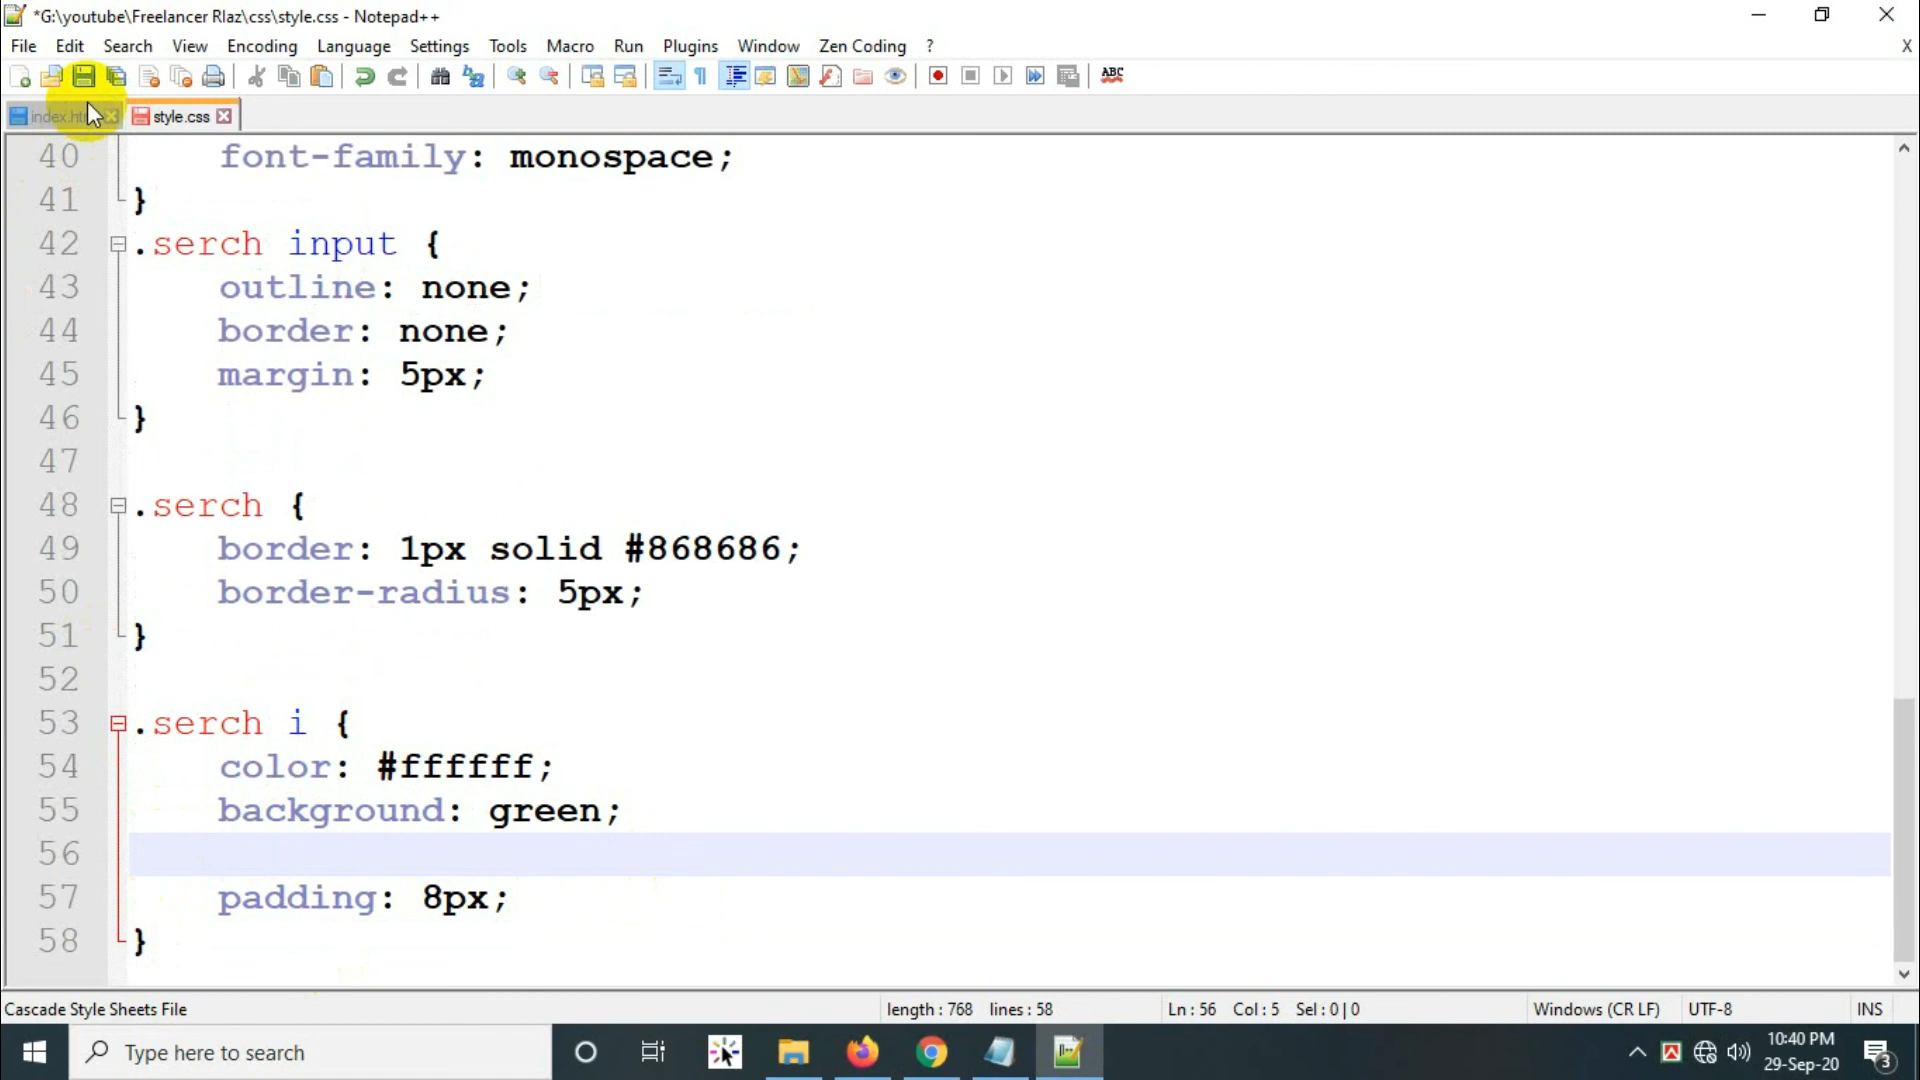 *G:\youtube\Freelancer Rlaz\css\style.css - Notepad++
File Edit Search View Encoding Language Settings Tools Macro Run Plugins Window Zen Coding ? X
ABC
style.css
40 font-family: monospace;
41 }
42 .serch input {
43 outline: none;
44 border: none;
45 margin: 5px;
46 }
47
48 .serch {
49 border: 1px solid #868686;
50 border-radius: 5px;
51 }
52
53 .serch i {
54 color: #ffffff;
55 background: green;
56
57 padding: 8px;
58 }
Cascade Style Sheets File length : 768 lines : 58 Ln : 56 Col : 5 Sel : 0 | 0 Windows (CR LF) UTF-8 INS
Type here to search
10:40 PM
29-Sep-20
3